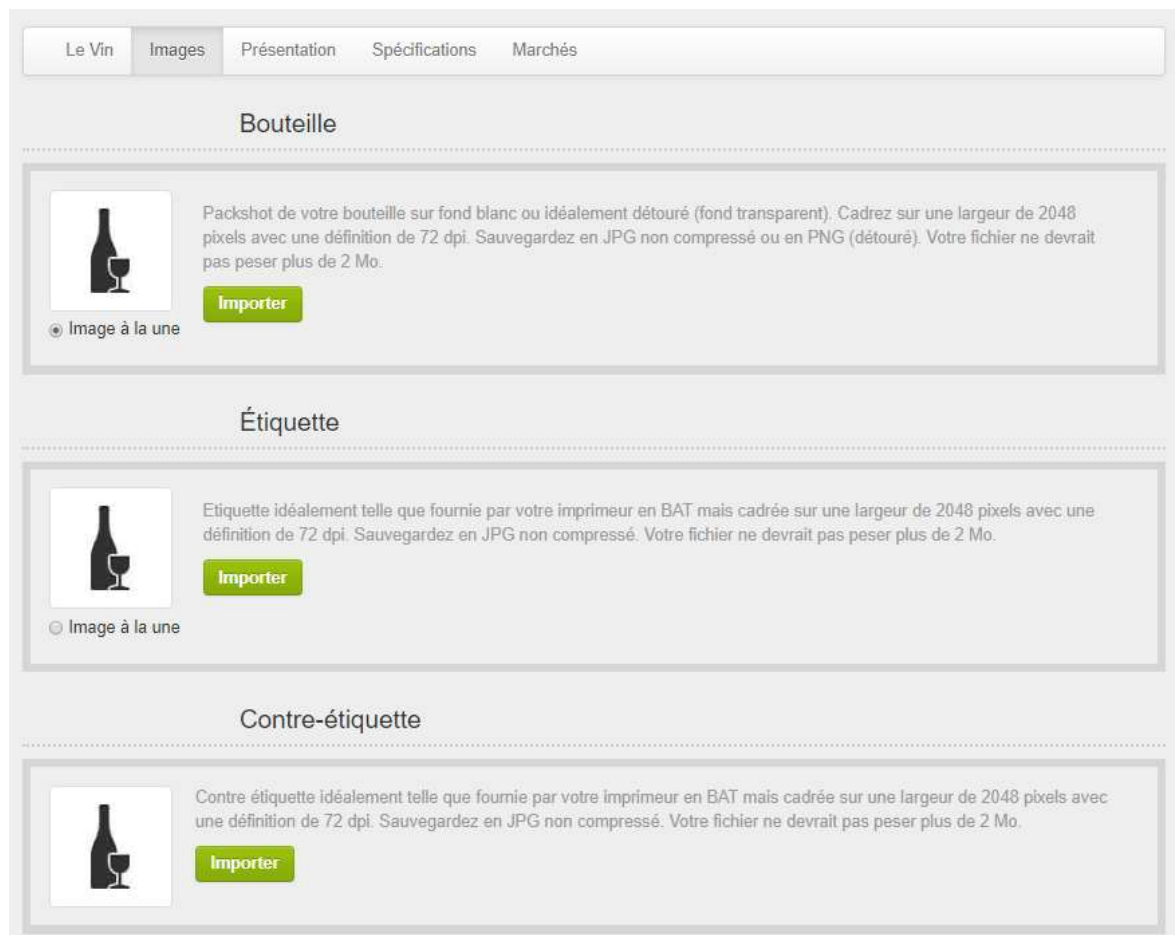 Le Vin Images Présentation Spécifications Marchés
Bouteille
Packshot de votre bouteille sur fond blanc ou idéalement détouré (fond transparent). Cadrez sur une largeur de 2048
pixels avec une définition de 72 dpi. Sauvegardez en JPG non compressé ou en PNG (détouré). Votre fichier ne devrait
pas peser plus de 2 Mo.
Importer
Image à la une
Étiquette
Etiquette idéalement telle que fournie par votre imprimeur en BAT mais cadrée sur une largeur de 2048 pixels avec une
définition de 72 dpi. Sauvegardez en JPG non compressé. Votre fichier ne devrait pas peser plus de 2 Mo.
Importer
Image à la une
Contre-étiquette
Contre étiquette idéalement telle que fournie par votre imprimeur en BAT mais cadrée sur une largeur de 2048 pixels avec
une définition de 72 dpi. Sauvegardez en JPG non compressé. Votre fichier ne devrait pas peser plus de 2 Mo.
Importer